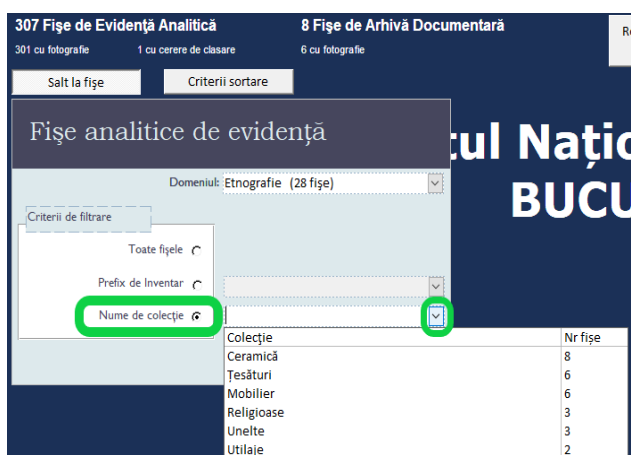 307 Fişe de Evidenţă Analitică
8 Fişe de Arhivă Documentară
301 cu fotografie
1 cu cerere de clasare
6 cu fotografie
Salt la fişe
Criterii sortare
Fişe analitice de evidenţă
Domeniul: Etnografie (28 fişe)
Criterii de filtrare
Toate fişele
Prefix de Inventar
Nume de colecţie
BUCU
Colecţie
Nr fişe
Ceramică
8
Ţesături
6
Mobilier
6
Religioase
3
Unelte
3
Utilaje
2